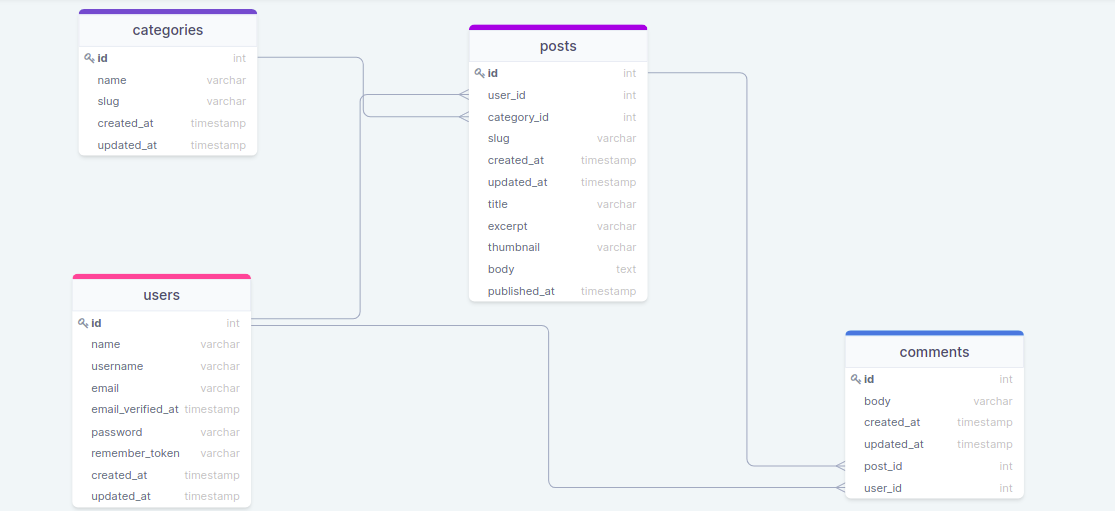 categories
id int
name varchar
slug varchar
created_at timestamp
updated_at timestamp
posts
id int
user_id int
category_id int
slug varchar
created_at timestamp
updated_at timestamp
title varchar
excerpt varchar
thumbnail varchar
body text
published_at timestamp
users
id int
name varchar
username varchar
email varchar
email_verified_at timestamp
password varchar
remember_token varchar
created_at timestamp
updated_at timestamp
comments
id int
body varchar
created_at timestamp
updated_at timestamp
post_id int
user_id int